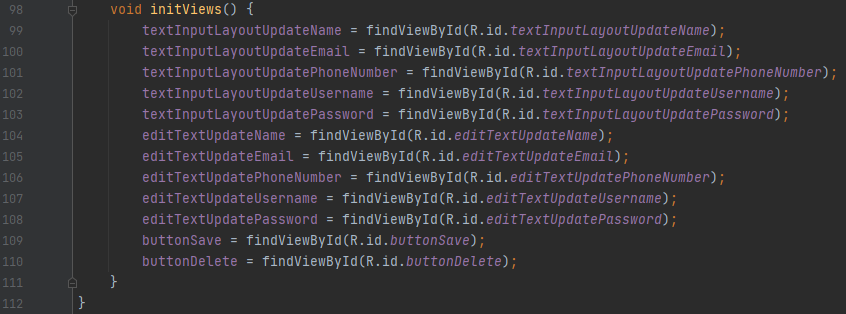 98 void initViews() {
99 textInputLayoutUpdateName = findViewById(R.id.textInputLayoutUpdateName);
100 textInputLayoutUpdateEmail = findViewById(R.id.textInputLayoutUpdateEmail);
101 textInputLayoutUpdatePhoneNumber = findViewById(R.id.textInputLayoutUpdatePhoneNumber);
102 textInputLayoutUpdateUsername = findViewById(R.id.textInputLayoutUpdateUsername);
103 textInputLayoutUpdatePassword = findViewById(R.id.textInputLayoutUpdatePassword);
104 editTextUpdateName = findViewById(R.id.editTextUpdateName);
105 editTextUpdateEmail = findViewById(R.id.editTextUpdateEmail);
106 editTextUpdatePhoneNumber = findViewById(R.id.editTextUpdatePhoneNumber);
107 editTextUpdateUsername = findViewById(R.id.editTextUpdateUsername);
108 editTextUpdatePassword = findViewById(R.id.editTextUpdatePassword);
109 buttonSave = findViewById(R.id.buttonSave);
110 buttonDelete = findViewById(R.id.buttonDelete);
111 }
112 }